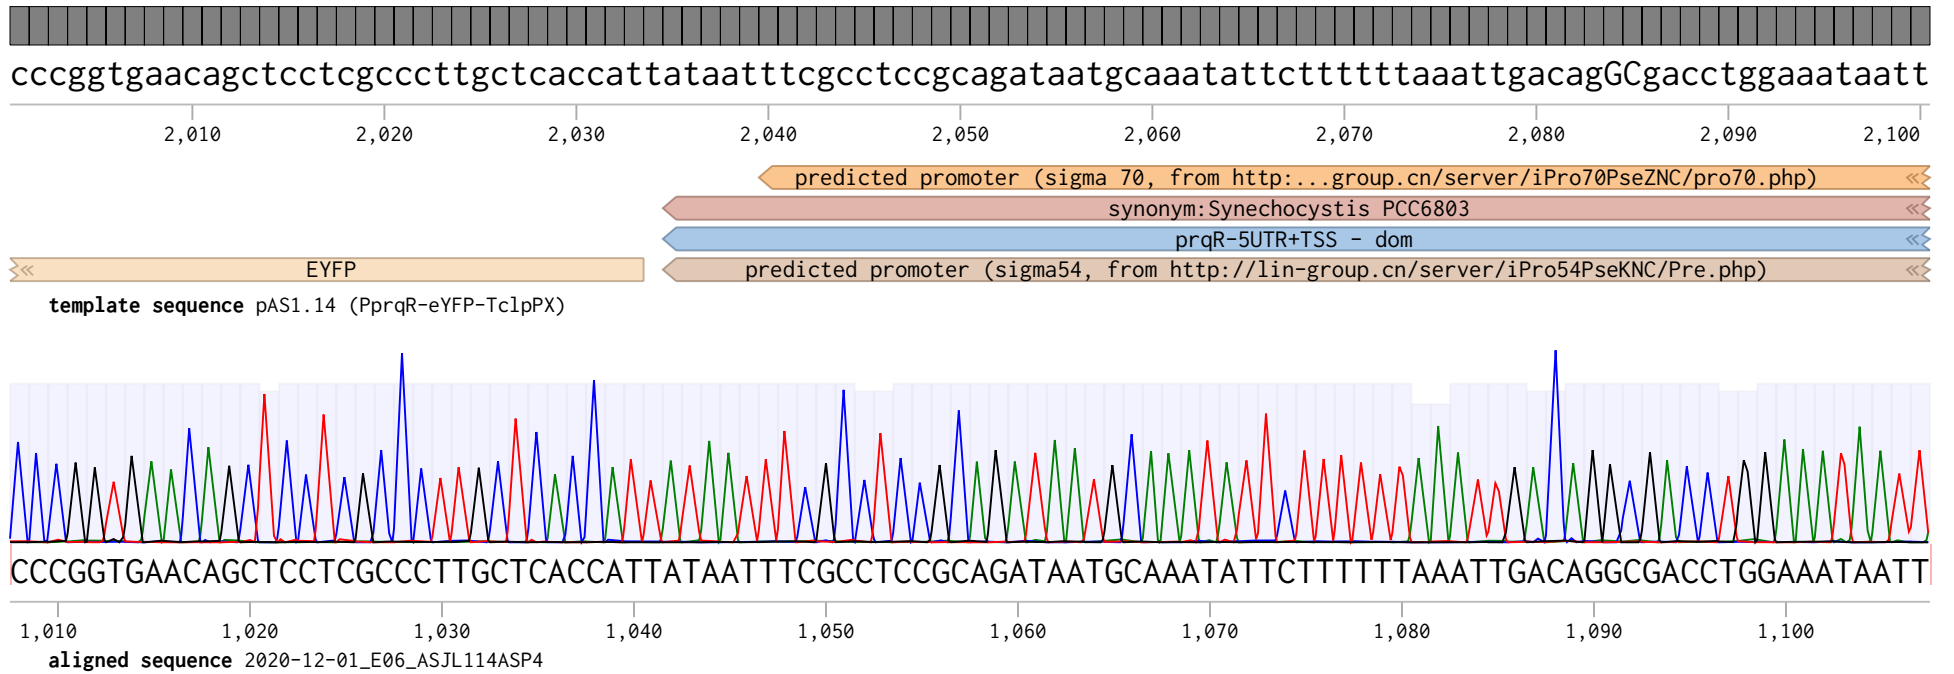 cccggtgaacagctcctcgcccttgctcaccattataatttcgcctccgcagataatgcaaatattcttttttaaattgacagGCgacctggaaataatt
2,010 2,020 2,030 2,040 2,050 2,060 2,070 2,080 2,090 2,100
predicted promoter (sigma 70, from http:...group.cn/server/iPro70PseZNC/pro70.php)
synonym:Synechocystis PCC6803
prqR-5UTR+TSS - dom
EYFP predicted promoter (sigma54, from http://lin-group.cn/server/iPro54PseKNC/Pre.php)
template sequence pAS1.14 (PprqR-eYFP-TclpPX)
CCCGGTGAACAGCTCCTCGCCCTTGCTCACCATTATAATTTCGCCTCCGCAGATAATGCAAATATTCTTTTTTAAATTGACAGGCGACCTGGAAATAATT
1,010 1,020 1,030 1,040 1,050 1,060 1,070 1,080 1,090 1,100
aligned sequence 2020-12-01_E06_ASJL114ASP4